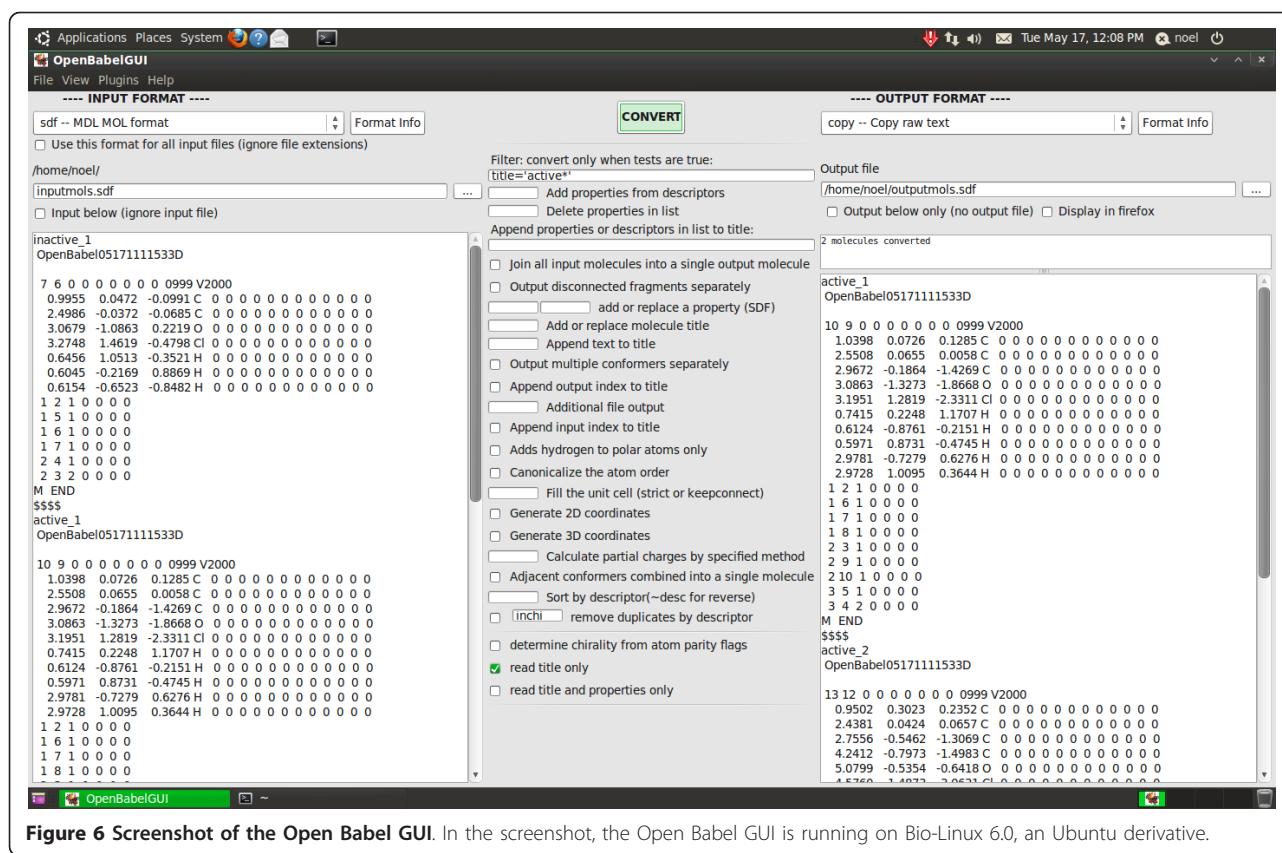 Applications Places System
Tue May 17, 12:08 PM noel
OpenBabelGUI
File View Plugins Help
---- INPUT FORMAT ----
sdf -- MDL MOL format
Format Info
Use this format for all input files (ignore file extensions)
/home/noel/
inputmols.sdf
...
Input below (ignore input file)
inactive_1
OpenBabel05171111533D
7 6 0 0 0 0 0 0 0 0999 V2000
0.9955 0.0472 -0.0991 C 0 0 0 0 0 0 0 0 0 0 0 0
2.4986 -0.0372 -0.0685 C 0 0 0 0 0 0 0 0 0 0 0 0
3.0679 -1.0863 0.2219 O 0 0 0 0 0 0 0 0 0 0 0 0
3.2748 1.4619 -0.4798 Cl 0 0 0 0 0 0 0 0 0 0 0 0
0.6456 1.0513 -0.3521 H 0 0 0 0 0 0 0 0 0 0 0 0
0.6045 -0.2169 0.8869 H 0 0 0 0 0 0 0 0 0 0 0 0
0.6154 -0.6523 -0.8482 H 0 0 0 0 0 0 0 0 0 0 0 0
1 2 1 0 0 0 0
1 5 1 0 0 0 0
1 6 1 0 0 0 0
1 7 1 0 0 0 0
2 4 1 0 0 0 0
2 3 2 0 0 0 0
M END
$$$$
active_1
OpenBabel05171111533D
10 9 0 0 0 0 0 0 0 0999 V2000
1.0398 0.0726 0.1285 C 0 0 0 0 0 0 0 0 0 0 0 0
2.5508 0.0655 0.0058 C 0 0 0 0 0 0 0 0 0 0 0 0
2.9672 -0.1864 -1.4269 C 0 0 0 0 0 0 0 0 0 0 0 0
3.0863 -1.3273 -1.8668 O 0 0 0 0 0 0 0 0 0 0 0 0
3.1951 1.2819 -2.3311 Cl 0 0 0 0 0 0 0 0 0 0 0 0
0.7415 0.2248 1.1707 H 0 0 0 0 0 0 0 0 0 0 0 0
0.6124 -0.8761 -0.2151 H 0 0 0 0 0 0 0 0 0 0 0 0
0.5971 0.8731 -0.4745 H 0 0 0 0 0 0 0 0 0 0 0 0
2.9781 -0.7279 0.6276 H 0 0 0 0 0 0 0 0 0 0 0 0
2.9728 1.0095 0.3644 H 0 0 0 0 0 0 0 0 0 0 0 0
1 2 1 0 0 0 0
1 6 1 0 0 0 0
1 7 1 0 0 0 0
1 8 1 0 0 0 0
CONVERT
Filter: convert only when tests are true:
title='active*'
Add properties from descriptors
Delete properties in list
Append properties or descriptors in list to title:
Join all input molecules into a single output molecule
Output disconnected fragments separately
add or replace a property (SDF)
Add or replace molecule title
Append text to title
Output multiple conformers separately
Append output index to title
Additional file output
Append input index to title
Adds hydrogen to polar atoms only
Canonicalize the atom order
Fill the unit cell (strict or keepconnect)
Generate 2D coordinates
Generate 3D coordinates
Calculate partial charges by specified method
Adjacent conformers combined into a single molecule
Sort by descriptor(~desc for reverse)
inchi remove duplicates by descriptor
determine chirality from atom parity flags
read title only
read title and properties only
---- OUTPUT FORMAT ----
copy -- Copy raw text
Format Info
Output file
/home/noel/outputmols.sdf
...
Output below only (no output file) Display in firefox
2 molecules converted
active_1
OpenBabel05171111533D
10 9 0 0 0 0 0 0 0 0999 V2000
1.0398 0.0726 0.1285 C 0 0 0 0 0 0 0 0 0 0 0 0
2.5508 0.0655 0.0058 C 0 0 0 0 0 0 0 0 0 0 0 0
2.9672 -0.1864 -1.4269 C 0 0 0 0 0 0 0 0 0 0 0 0
3.0863 -1.3273 -1.8668 O 0 0 0 0 0 0 0 0 0 0 0 0
3.1951 1.2819 -2.3311 Cl 0 0 0 0 0 0 0 0 0 0 0 0
0.7415 0.2248 1.1707 H 0 0 0 0 0 0 0 0 0 0 0 0
0.6124 -0.8761 -0.2151 H 0 0 0 0 0 0 0 0 0 0 0 0
0.5971 0.8731 -0.4745 H 0 0 0 0 0 0 0 0 0 0 0 0
2.9781 -0.7279 0.6276 H 0 0 0 0 0 0 0 0 0 0 0 0
2.9728 1.0095 0.3644 H 0 0 0 0 0 0 0 0 0 0 0 0
1 2 1 0 0 0 0
1 6 1 0 0 0 0
1 7 1 0 0 0 0
1 8 1 0 0 0 0
2 3 1 0 0 0 0
2 9 1 0 0 0 0
2 10 1 0 0 0 0
3 5 1 0 0 0 0
3 4 2 0 0 0 0
M END
$$$$
active_2
OpenBabel05171111533D
13 12 0 0 0 0 0 0 0 0999 V2000
0.9502 0.3023 0.2352 C 0 0 0 0 0 0 0 0 0 0 0 0
2.4381 0.0424 0.0657 C 0 0 0 0 0 0 0 0 0 0 0 0
2.7556 -0.5462 -1.3069 C 0 0 0 0 0 0 0 0 0 0 0 0
4.2412 -0.7973 -1.4983 C 0 0 0 0 0 0 0 0 0 0 0 0
5.0799 -0.5354 -0.6418 O 0 0 0 0 0 0 0 0 0 0 0 0
OpenBabelGUI
~
Figure 6 Screenshot of the Open Babel GUI. In the screenshot, the Open Babel GUI is running on Bio-Linux 6.0, an Ubuntu derivative.